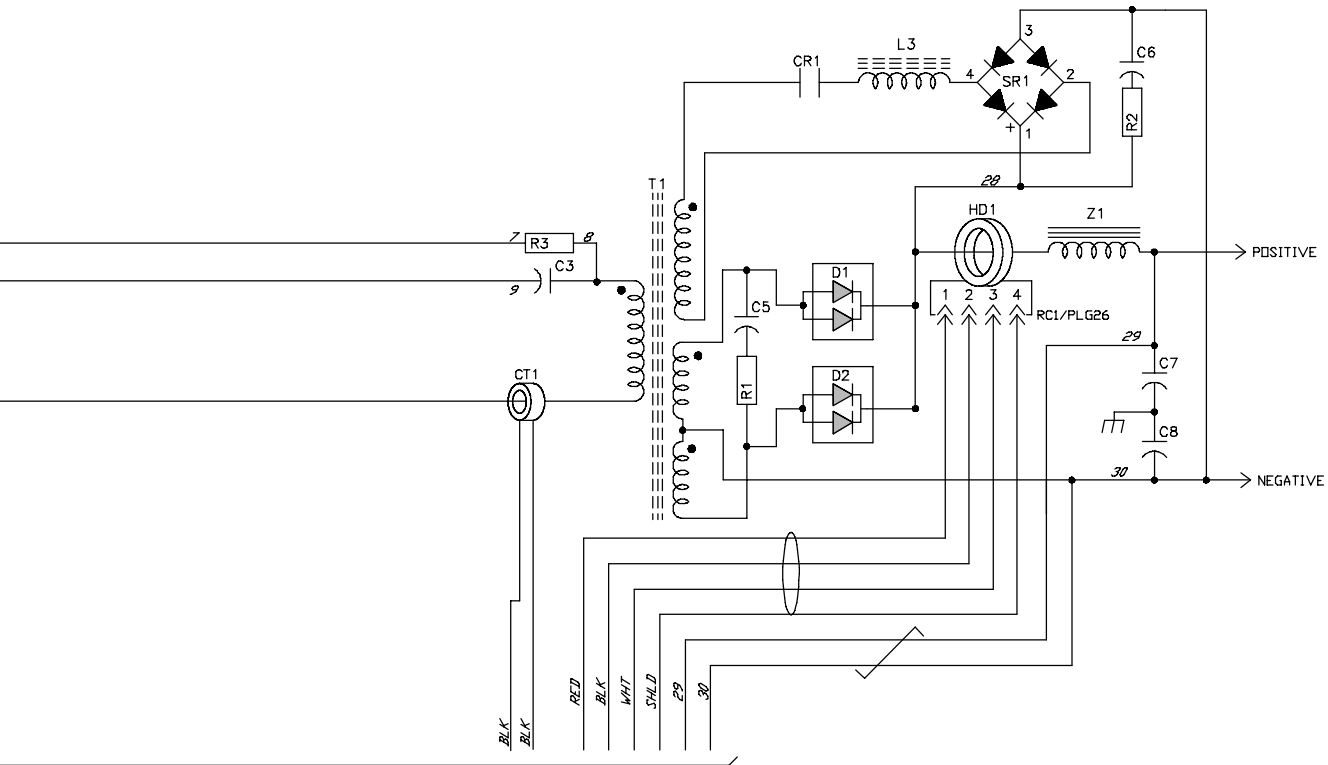 3
L3
CR1
C6
4
SR1
2
R2
+
1
T1
28
HD1
Z1
7
R3
8
POSITIVE
C3
9
D1
1
2
3
4
C5
RC1/PLG26
29
C7
CT1
D2
R1
C8
30
NEGATIVE
RED
BLK
WHT
SHLD
29
30
BLK
BLK